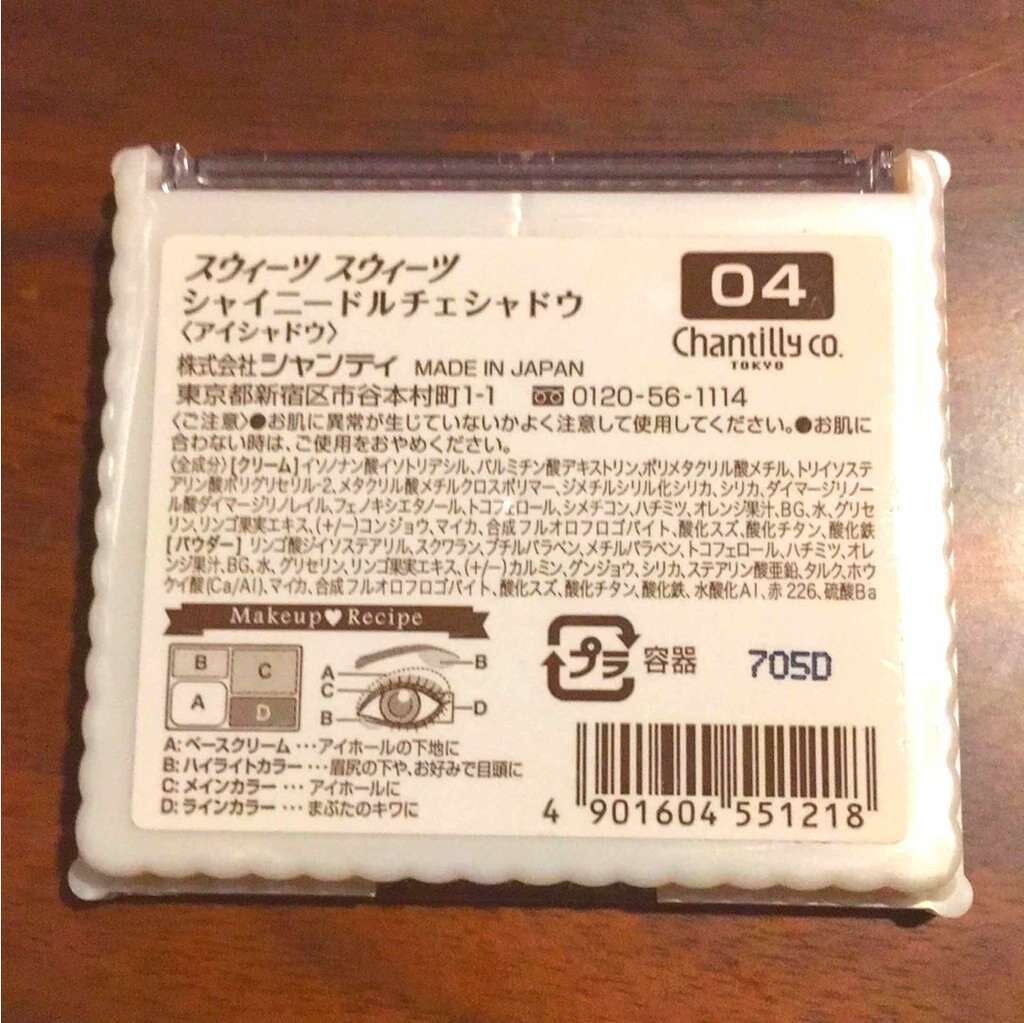 スウィーツ スウィーツ
シャイニードルチェシャドウ
〈アイシャドウ〉
04
Chantilly co.
TOKYO
株式会社シャンティ MADE IN JAPAN
東京都新宿区市谷本村町1-1 0120-56-1114
〈ご注意〉●お肌に異常が生じていないかよく注意して使用してください。●お肌に
合わない時は、ご使用をおやめください。
〈全成分〉[クリーム]イソノナン酸イソトリデシル、パルミチン酸デキストリン、ポリメタクリル酸メチル、トリイソステ
アリン酸ポリグリセリル-2、メタクリル酸メチルクロスポリマー、ジメチルシリル化シリカ、シリカ、ダイマージリノール
酸ダイマージリノレイル、フェノキシエタノール、トコフェロール、シメチコン、ハチミツ、オレンジ果汁、BG、水、グリセ
リン、リンゴ果実エキス、(+/-)コンジョウ、マイカ、合成フルオロフロゴパイト、酸化スズ、酸化チタン、酸化鉄
[パウダー]リンゴ酸ジイソステアリル、スクワラン、ブチルパラベン、メチルパラベン、トコフェロール、ハチミツ、オレン
ジ果汁、BG、水、グリセリン、リンゴ果実エキス、(+/-)カルミン、グンジョウ、シリカ、ステアリン酸亜鉛、タルク、ホウ
ケイ酸(Ca/Al)、マイカ、合成フルオロフロゴパイト、酸化スズ、酸化チタン、酸化鉄、水酸化Al、赤226、硫酸Ba
Makeup♥Recipe
B
C
A
D
A
C
B
B
D
プラ 容器
705D
A: ベースクリーム…アイホールの下地に
B: ハイライトカラー…眉尻の下や、お好みで目頭に
C: メインカラー… アイホールに
D: ラインカラー… まぶたのキワに
4 901604 551218